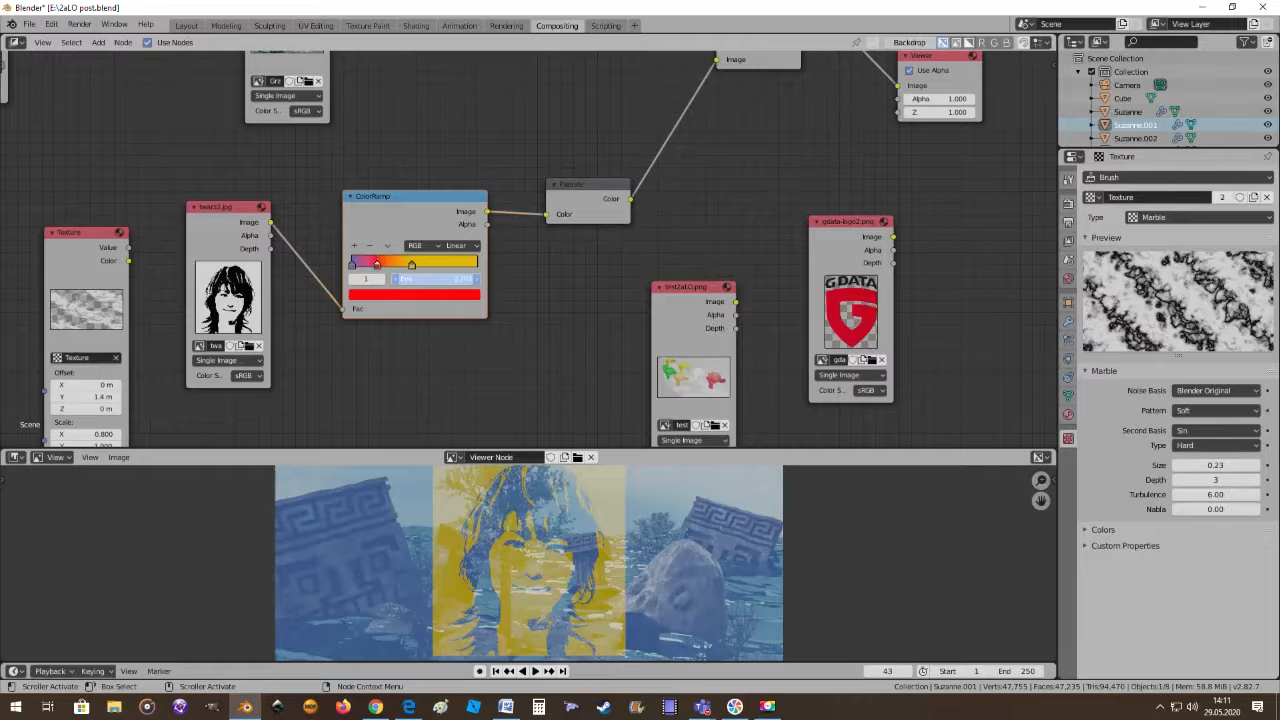 Blender* [E:\2aLO post.blend]
File Edit Render Window Help Layout Modeling Sculpting UV Editing Texture Paint Shading Animation Rendering Compositing Scripting + Scene View Layer
View Select Add Node Use Nodes Backdrop R G B
Scene Collection
Collection
Camera
Cube
Suzanne
Suzanne.001
Suzanne.002
Image
Viewer
Use Alpha
Image
Alpha 1.000
Z 1.000
Grz
Single Image
Color S.. sRGB
Texture
Brush
Texture 2
Type Marble
Marble
Noise Basis Blender Original
Pattern Soft
Second Basis Sin
Type Hard
Size 0.23
Depth 3
Turbulence 6.00
Nabla 0.00
Colors
Custom Properties
Texture
Value
Color
Texture
Offset:
X 0 m
Y 1.4 m
Z 0 m
Scale:
X 0.800
Scene
twarz2.jpg
Image
Alpha
Depth
twa
Single Image
Color S.. sRGB
ColorRamp
Image
Alpha
RGB Linear
1
Fac
Pixelate
Color
Color
test2aLO.png
Image
Alpha
Depth
test
Single Image
gdata-logo2.png
Image
Alpha
Depth
GDATA
gda
Single Image
Color S.. sRGB
View View Image Viewer Node
Playback Keying View Marker 43 Start 1 End 250
Scroller Activate Box Select Scroller Activate Node Context Menu Collection | Suzanne.001 | Verts:47,755 | Faces:47,235 | Tris:94,470 | Objects:1/8 | Mem: 58.8 MiB | v2.82.7
14:11
29.05.2020